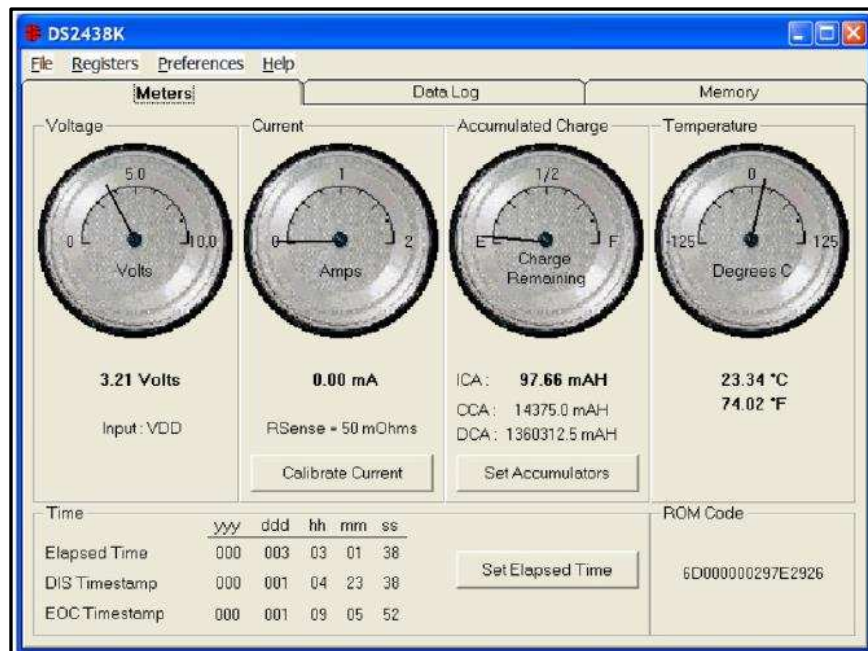 DS2438K
File Registers Preferences Help
Meters Data Log Memory
Voltage Current Accumulated Charge Temperature
5.0 1 1/2 0
0 10.0 0 2 E F -125 125
Volts Amps Charge Remaining Degrees C
3.21 Volts 0.00 mA ICA : 97.66 mAH 23.34 °C
CCA : 14375.0 mAH 74.02 °F
Input : VDD RSense = 50 mOhms DCA : 1360312.5 mAH
Calibrate Current Set Accumulators
Time ROM Code
yyy ddd hh mm ss
Elapsed Time 000 003 03 01 38
Set Elapsed Time 6D000000297E2926
DIS Timestamp 000 001 04 23 38
EOC Timestamp 000 001 09 05 52